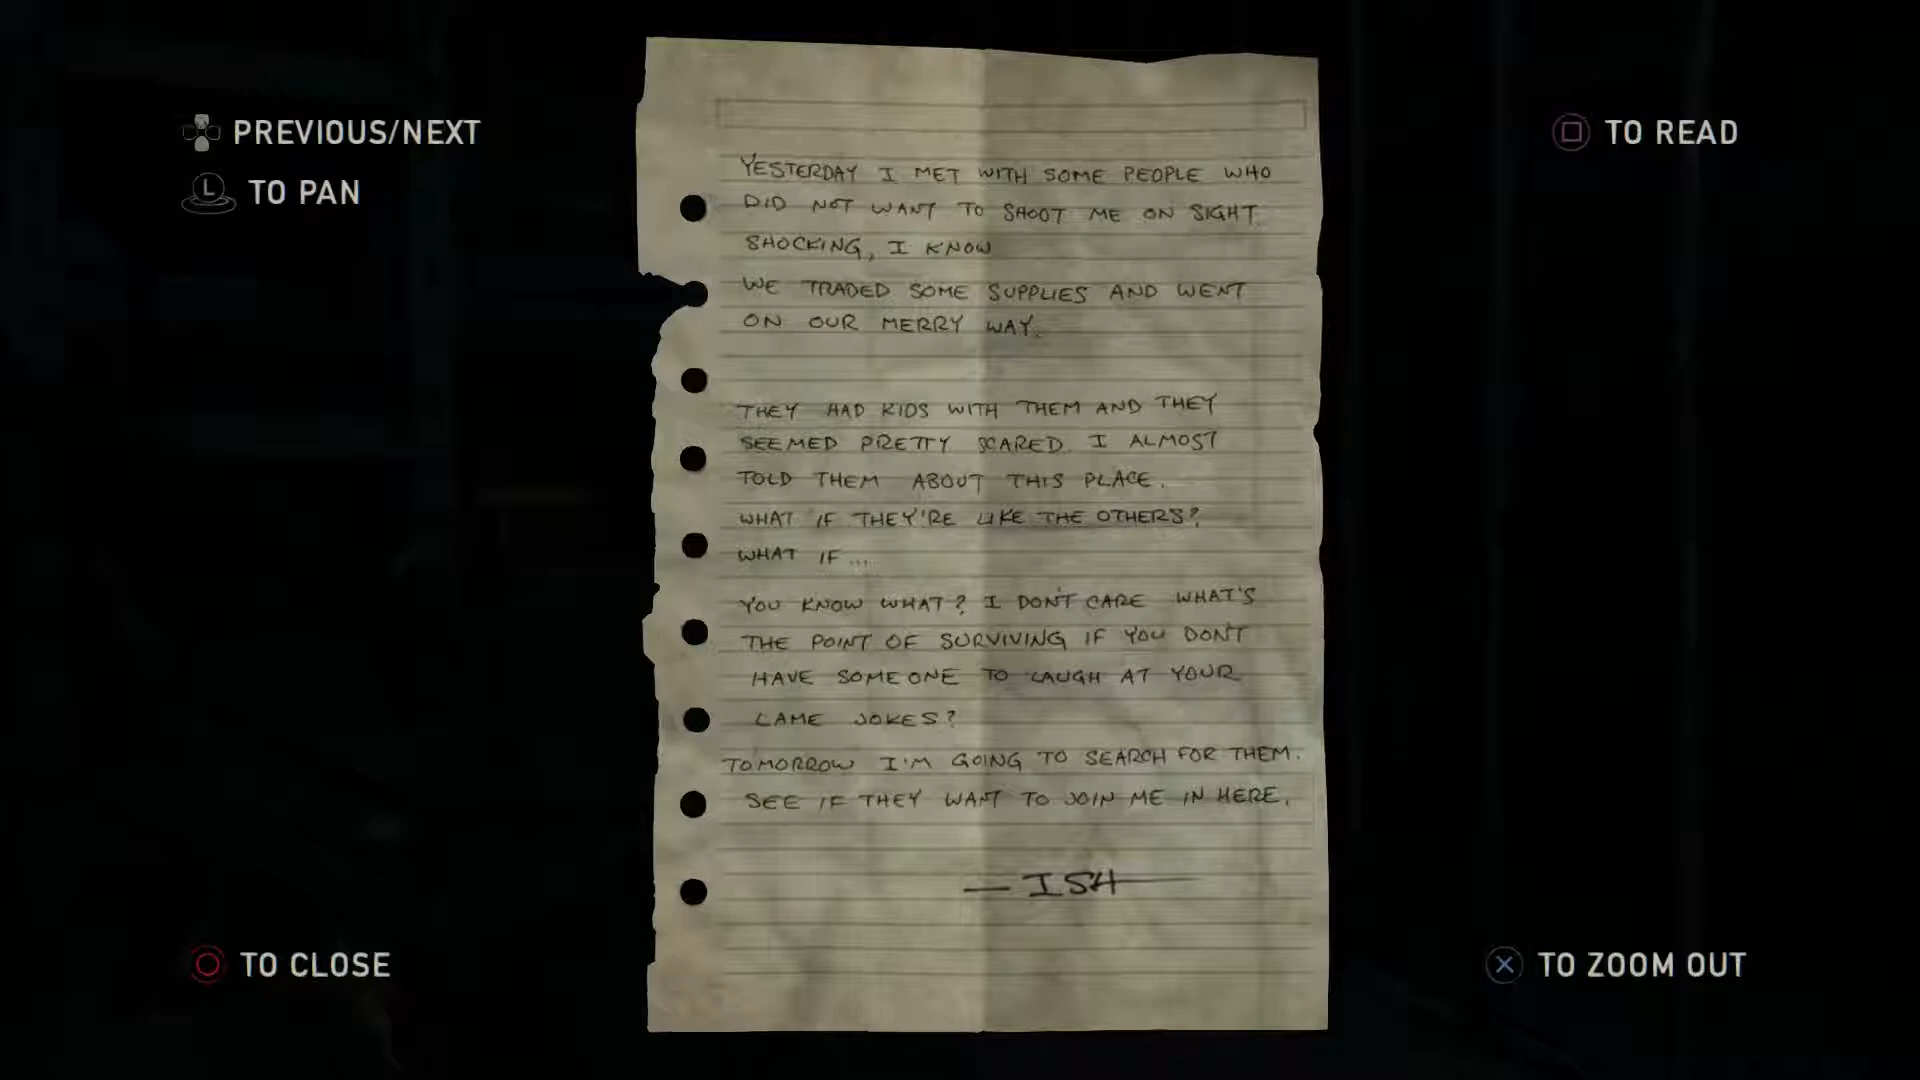 PREVIOUS/NEXT
L TO PAN
TO READ
YESTERDAY I MET WITH SOME PEOPLE WHO
DID NOT WANT TO SHOOT ME ON SIGHT.
SHOCKING, I KNOW
WE TRADED SOME SUPPLIES AND WENT
ON OUR MERRY WAY.
THEY HAD KIDS WITH THEM AND THEY
SEEMED PRETTY SCARED. I ALMOST
TOLD THEM ABOUT THIS PLACE.
WHAT IF THEY'RE LIKE THE OTHERS?
WHAT IF...
YOU KNOW WHAT? I DON'T CARE WHAT'S
THE POINT OF SURVIVING IF YOU DON'T
HAVE SOMEONE TO LAUGH AT YOUR
LAME JOKES?
TOMORROW I'M GOING TO SEARCH FOR THEM.
SEE IF THEY WANT TO JOIN ME IN HERE.
— ISH
TO CLOSE
TO ZOOM OUT